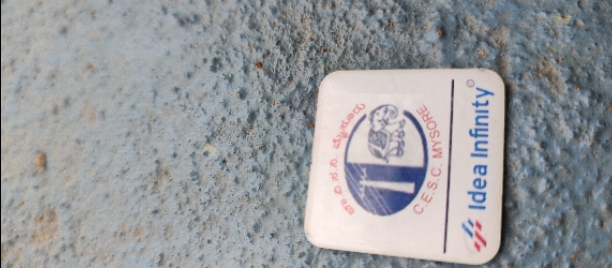 ಚಾ.ವಿ.ಸ.ನಿ. ಮೈಸೂರು
C.E.S.C. MYSORE
Idea Infinity